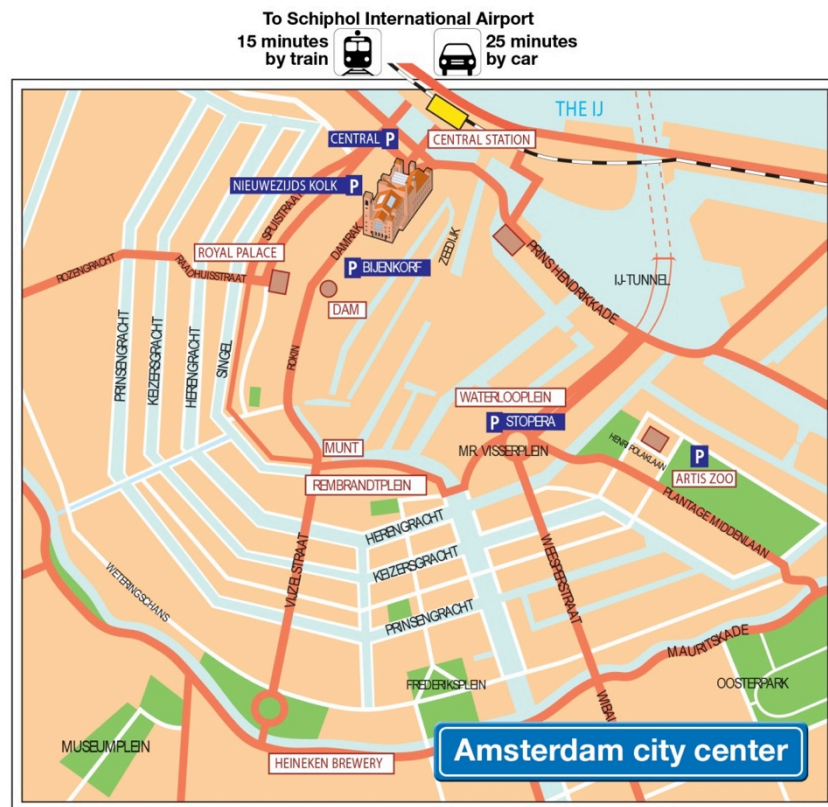 To Schiphol International Airport
15 minutes
by train
25 minutes
by car
THE IJ
CENTRAL P
CENTRAL STATION
NIEUWEZIJDS KOLK P
SPUISTRAAT
DAMRAK
ZEEDIJK
ROYAL PALACE
ROZENGRACHT
RAADHUISSTRAAT
P BIJENKORF
PRINS HENDRIKKADE
IJ-TUNNEL
DAM
PRINSENGRACHT
KEIZERSGRACHT
HERENGRACHT
SINGEL
ROKIN
WATERLOOPLEIN
P STOPERA
MUNT
MR. VISSERPLEIN
HENRI POLAKLAAN
P
ARTIS ZOO
REMBRANDTPLEIN
PLANTAGE MIDDENLAAN
HERENGRACHT
KEIZERSGRACHT
PRINSENGRACHT
VIJZELSTRAAT
WEESPERSTRAAT
WETERINGSCHANS
MAURITSKADE
FREDERIKSPLEIN
OOSTERPARK
WIBAU
MUSEUMPLEIN
HEINEKEN BREWERY
Amsterdam city center